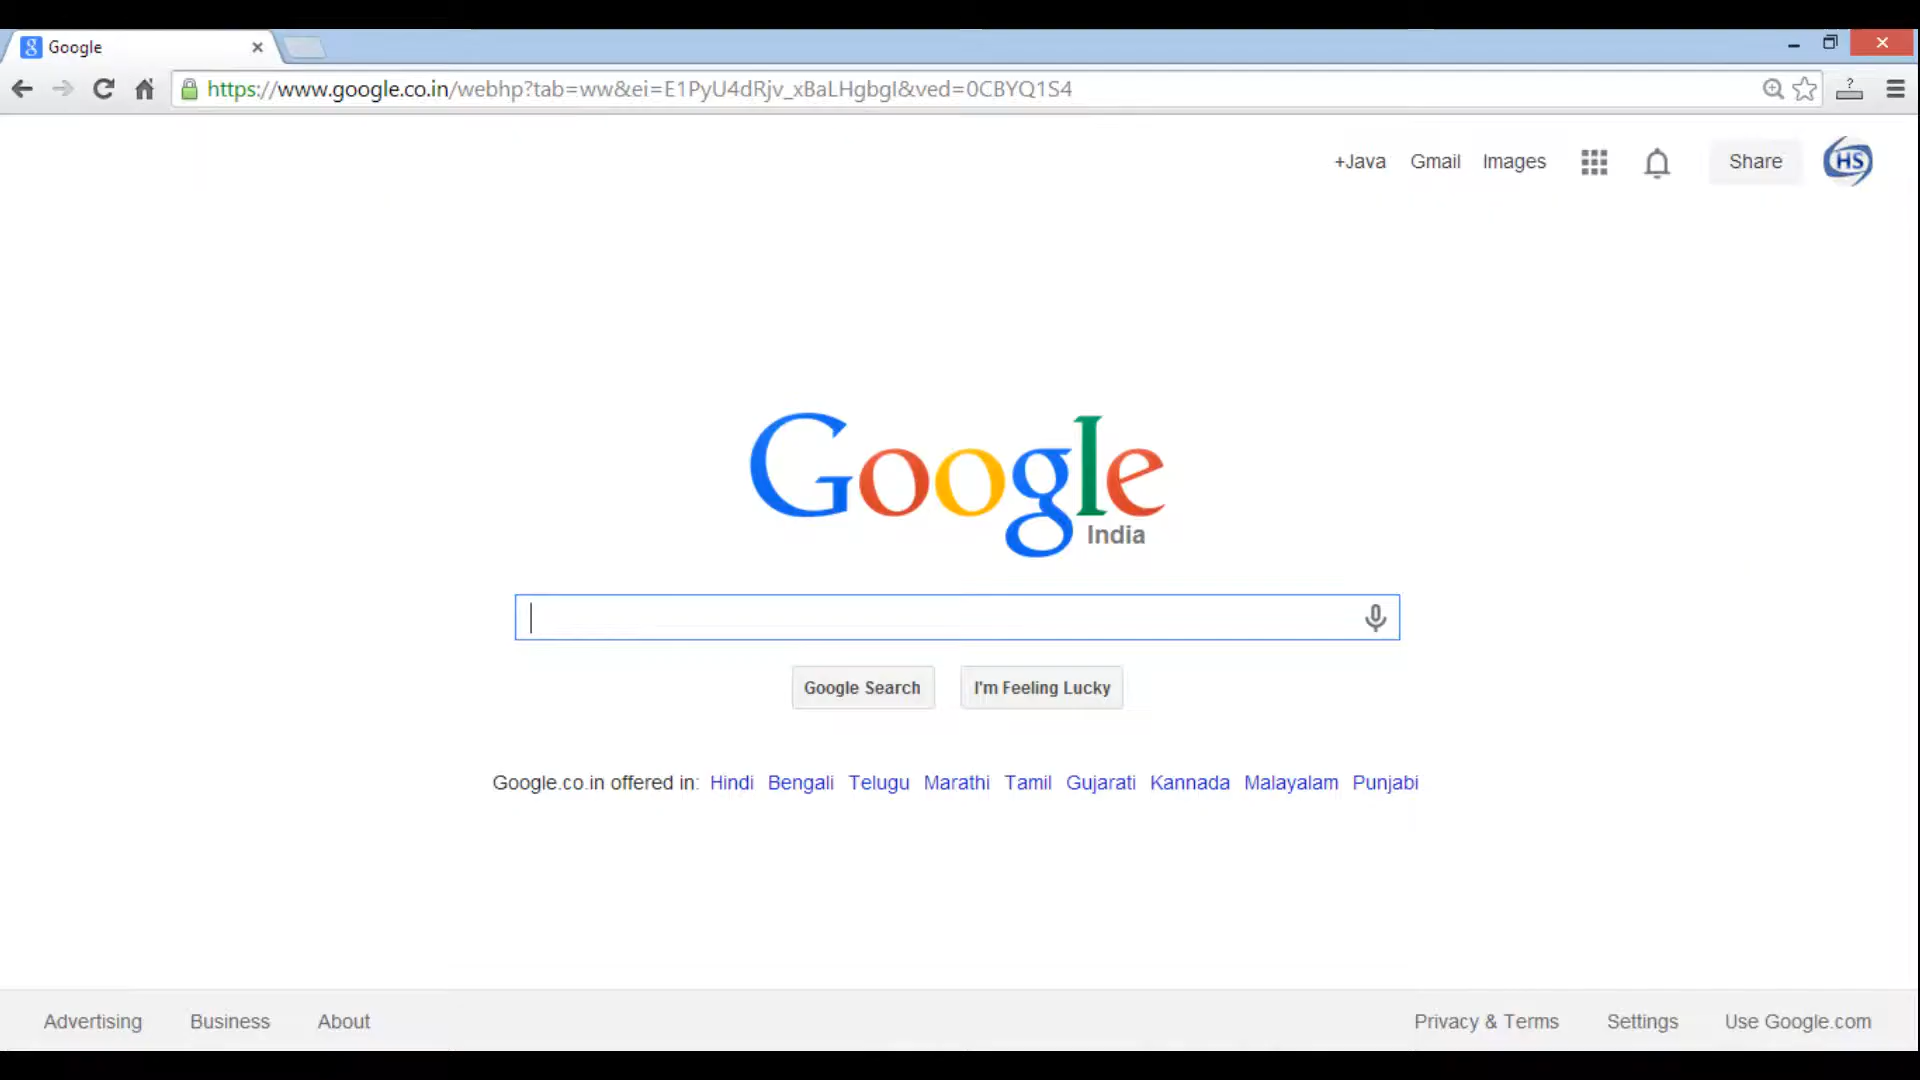 Google
https://www.google.co.in/webhp?tab=ww&ei=E1PyU4dRjv_xBaLHgbgI&ved=0CBYQ1S4
+Java Gmail Images Share HS
Google
India
Google Search I'm Feeling Lucky
Google.co.in offered in: Hindi Bengali Telugu Marathi Tamil Gujarati Kannada Malayalam Punjabi
Advertising Business About Privacy & Terms Settings Use Google.com